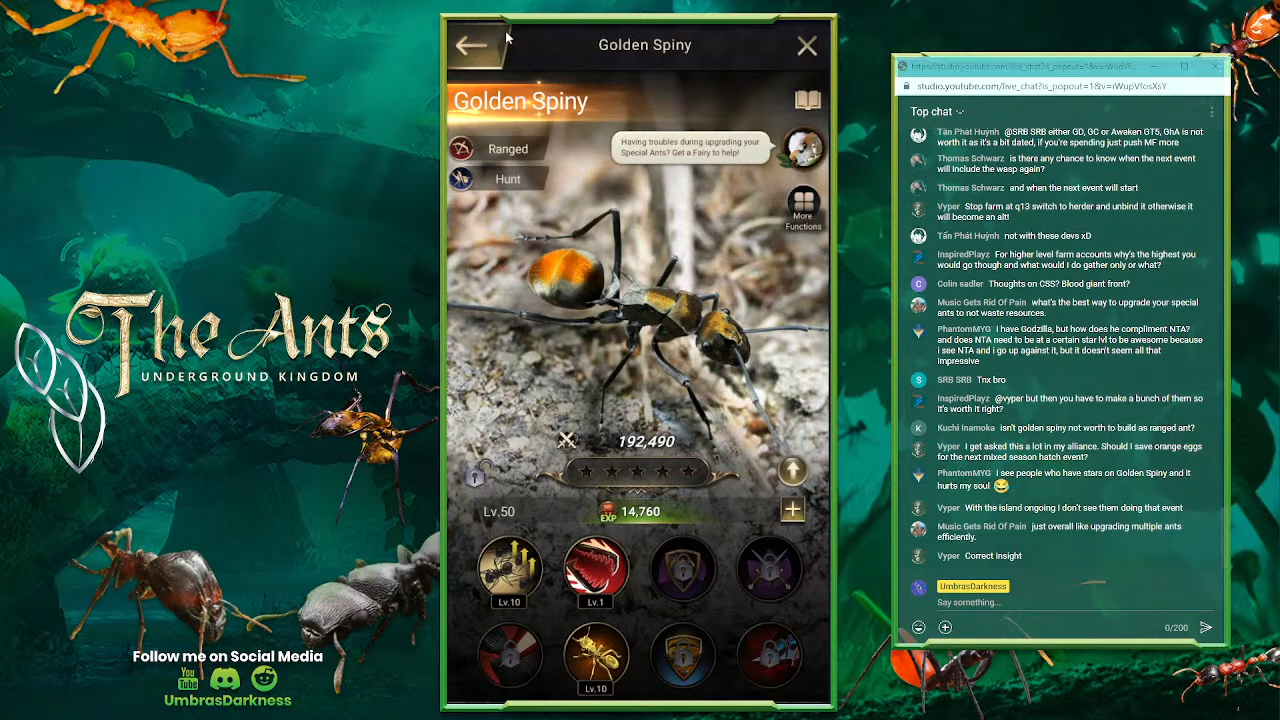 The Ants
UNDERGROUND KINGDOM
Follow me on Social Media
You
Tube
UmbrasDarkness
Golden Spiny
Golden Spiny
Ranged
Hunt
Having troubles during upgrading your
Special Ants? Get a Fairy to help!
More
Functions
192,490
Lv.50
EXP 14,760
Lv.10
Lv.1
Lv.10
https://studio.youtube.com/live_chat?is_popout=1&v=iWupVf...
studio.youtube.com/live_chat?is_popout=1&v=iWupVfosXsY
Top chat
Tấn Phát Huỳnh @SRB SRB either GD, GC or Awaken GT5, GhA is not
worth it as it's a bit dated, if you're spending just push MF more
Thomas Schwarz is there any chance to know when the next event
will include the wasp again?
Thomas Schwarz and when the next event will start
Vyper Stop farm at q13 switch to herder and unbind it otherwise it
will become an alt!
Tấn Phát Huỳnh not with these devs xD
InspiredPlayz For higher level farm accounts why's the highest you
would go though and what would I do gather only or what?
Colin sadler Thoughts on CSS? Blood giant front?
Music Gets Rid Of Pain what's the best way to upgrade your special
ants to not waste resources.
PhantomMYG I have Godzilla, but how does he compliment NTA?
and does NTA need to be at a certain star lvl to be awesome because
i see NTA and i go up against it, but it doesn't seem all that
impressive
S SRB SRB Tnx bro
InspiredPlayz @vyper but then you have to make a bunch of them so
it's worth it right?
K Kuchi Inamoka Isn't golden spiny not worth to build as ranged ant?
Vyper I get asked this a lot in my alliance. Should I save orange eggs
for the next mixed season hatch event?
PhantomMYG I see people who have stars on Golden Spiny and it
hurts my soul 😂
Vyper With the island ongoing I don't see them doing that event
Music Gets Rid Of Pain just overall like upgrading multiple ants
efficiently.
Vyper Correct Insight
UmbrasDarkness
Say something...
0/200